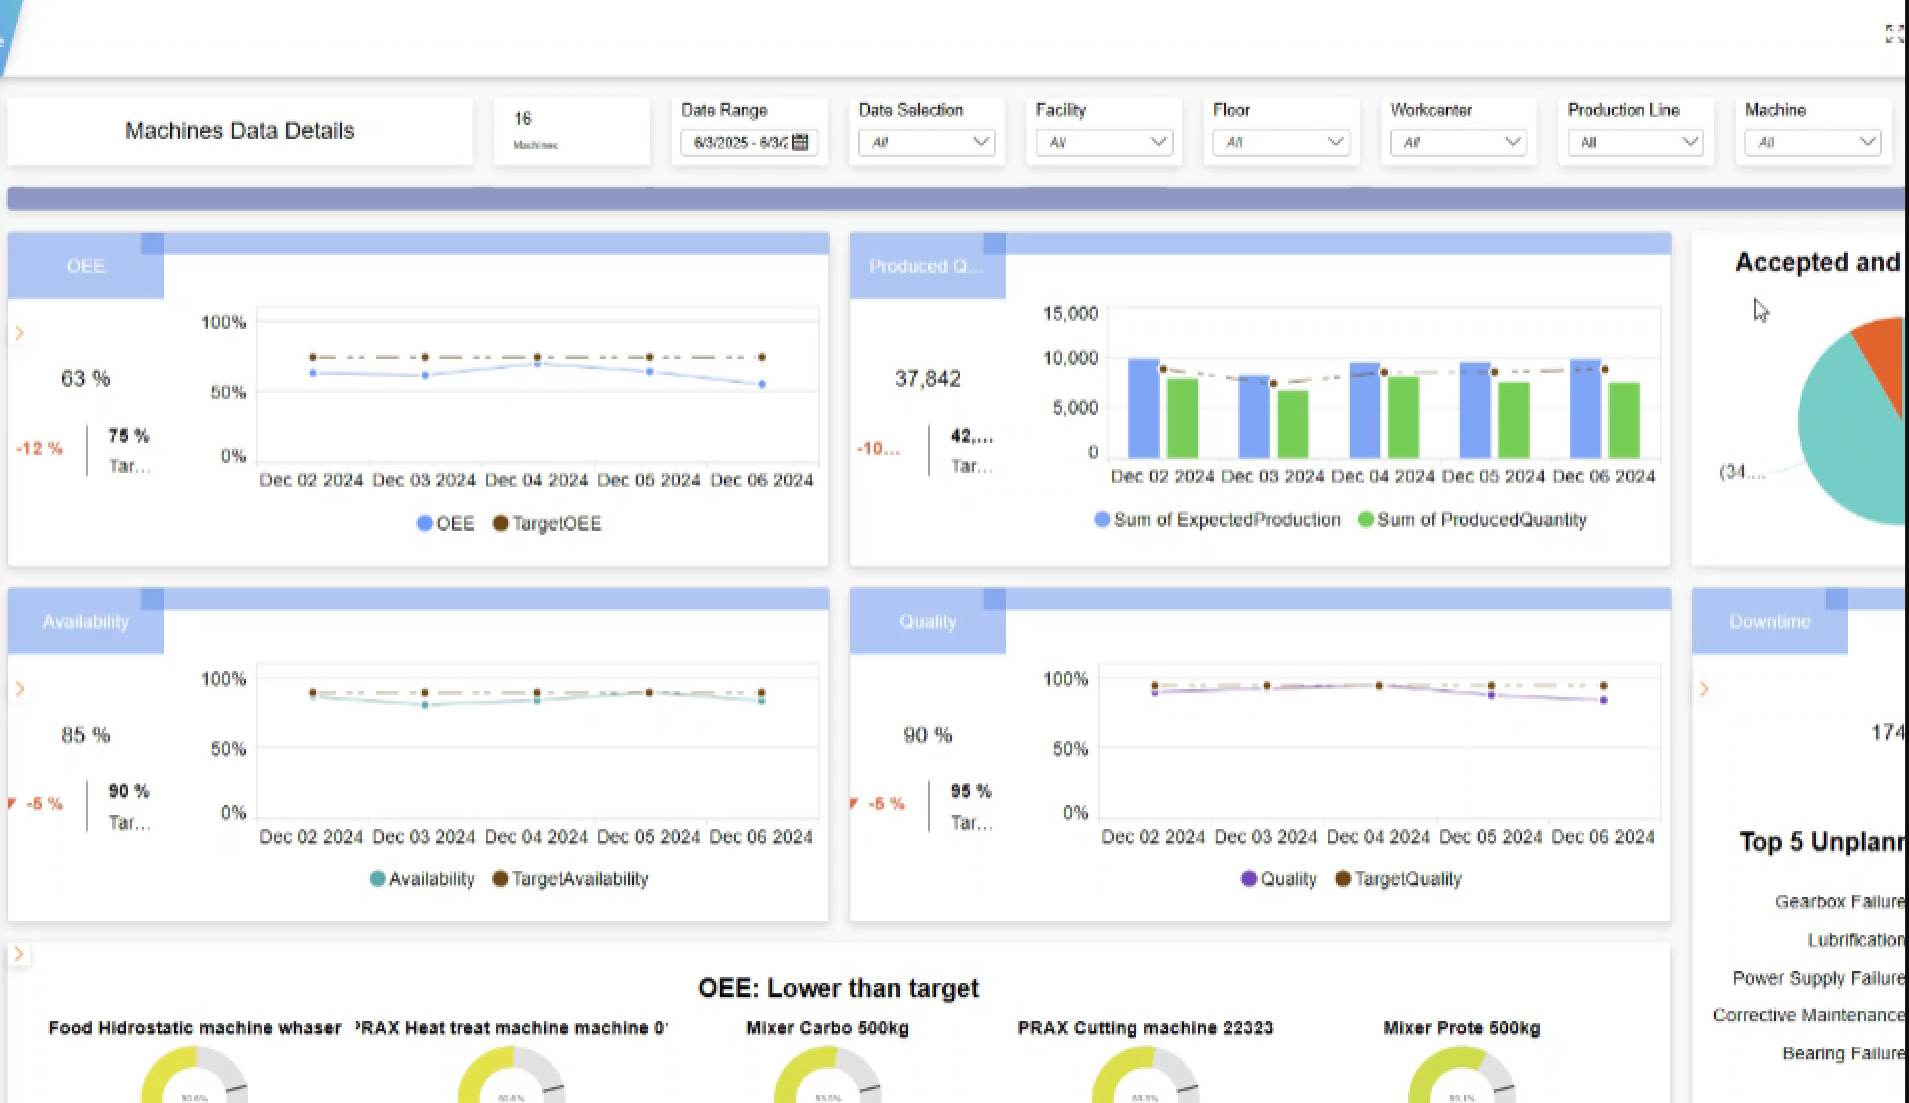 Machines Data Details
16
Machines
Date Range
6/3/2025 - 6/3/2
Date Selection
All
Facility
All
Floor
All
Workcenter
All
Production Line
All
Machine
All
OEE
63 %
-12 %
75 %
Tar...
100%
50%
0%
Dec 02 2024 Dec 03 2024 Dec 04 2024 Dec 05 2024 Dec 06 2024
OEE TargetOEE
Produced Q...
37,842
-10...
42,...
Tar...
15,000
10,000
5,000
0
Dec 02 2024 Dec 03 2024 Dec 04 2024 Dec 05 2024 Dec 06 2024
Sum of ExpectedProduction Sum of ProducedQuantity
Accepted and
(34....
Availability
85 %
-5 %
90 %
Tar...
100%
50%
0%
Dec 02 2024 Dec 03 2024 Dec 04 2024 Dec 05 2024 Dec 06 2024
Availability TargetAvailability
Quality
90 %
-5 %
95 %
Tar...
100%
50%
0%
Dec 02 2024 Dec 03 2024 Dec 04 2024 Dec 05 2024 Dec 06 2024
Quality TargetQuality
Downtime
174
Top 5 Unplanr
Gearbox Failure
Lubrification
Power Supply Failure
Corrective Maintenance
Bearing Failure
OEE: Lower than target
Food Hidrostatic machine whaser
PRAX Heat treat machine machine 0
Mixer Carbo 500kg
PRAX Cutting machine 22323
Mixer Prote 500kg